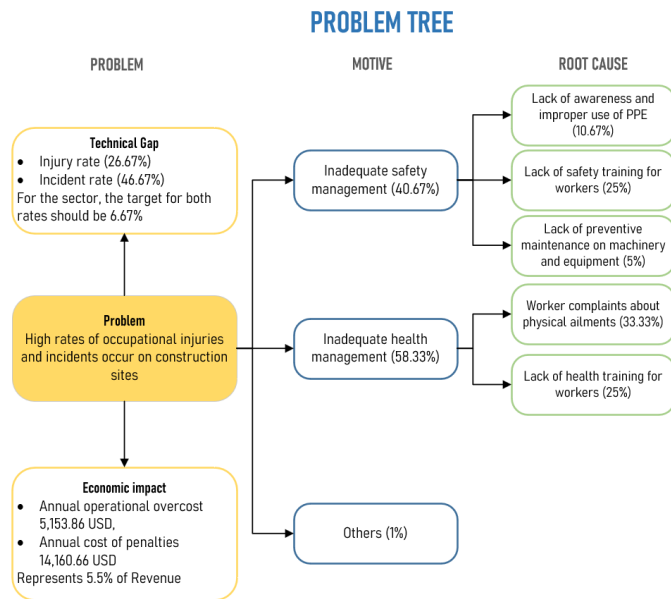 PROBLEM TREE
PROBLEM
MOTIVE
ROOT CAUSE
Technical Gap
• Injury rate (26.67%)
• Incident rate (46.67%)
For the sector, the target for both
rates should be 6.67%
Problem
High rates of occupational injuries
and incidents occur on construction
sites
Economic impact
• Annual operational overcost
5,153.86 USD,
• Annual cost of penalties
14,160.66 USD
Represents 5.5% of Revenue
Inadequate safety
management (40.67%)
Inadequate health
management (58.33%)
Others (1%)
Lack of awareness and
improper use of PPE
(10.67%)
Lack of safety training for
workers (25%)
Lack of preventive
maintenance on machinery
and equipment (5%)
Worker complaints about
physical ailments (33.33%)
Lack of health training for
workers (25%)